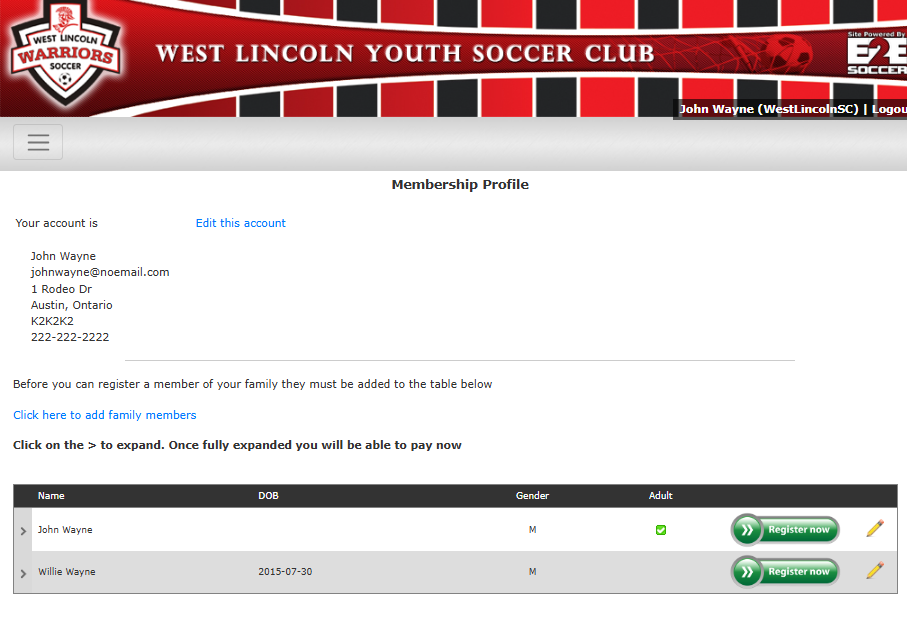 WEST LINCOLN
WARRIORS
SOCCER
WEST LINCOLN YOUTH SOCCER CLUB
Site Powered By
E2E
SOCCER
John Wayne (WestLincolnSC) | Logou
Membership Profile
Your account is Edit this account
John Wayne
johnwayne@noemail.com
1 Rodeo Dr
Austin, Ontario
K2K2K2
222-222-2222
Before you can register a member of your family they must be added to the table below
Click here to add family members
Click on the > to expand. Once fully expanded you will be able to pay now
Name DOB Gender Adult
John Wayne M Register now
Willie Wayne 2015-07-30 M Register now